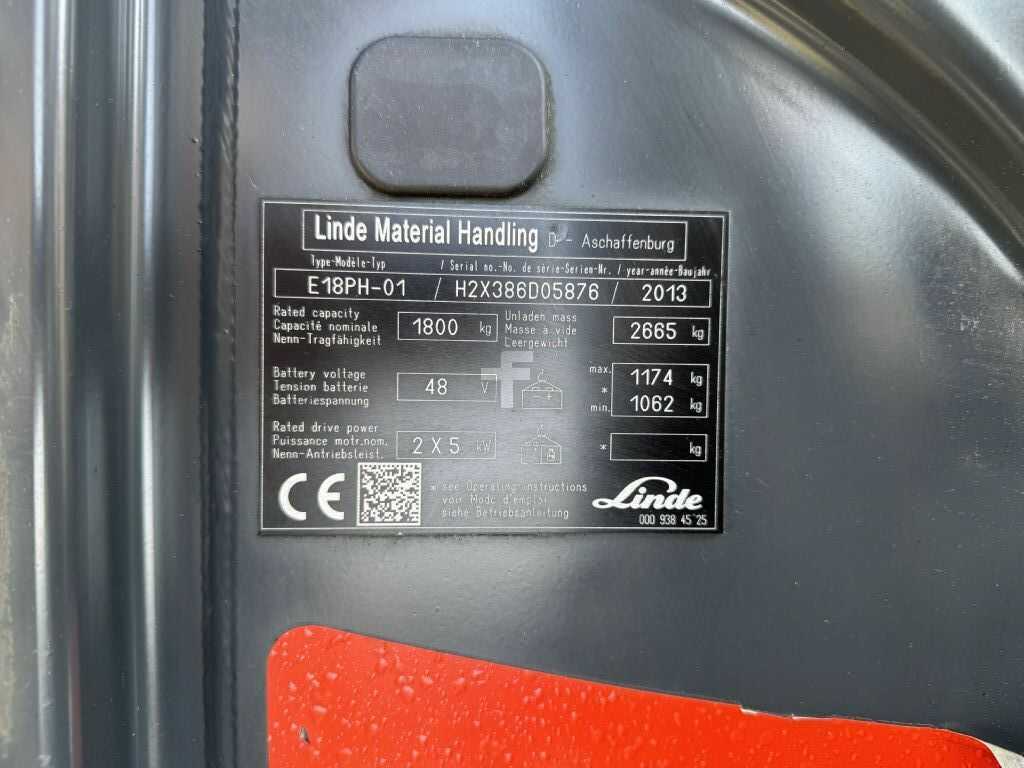 Linde Material Handling D - Aschaffenburg
Type-Modèle-Typ / Serial no.-No. de série-Serien-Nr. / year-année-Baujahr
E18PH-01 / H2X386D05876 / 2013
Rated capacity
Capacité nominale
Nenn-Tragfähigkeit
1800 kg
Unladen mass
Masse à vide
Leergewicht
2665 kg
Battery voltage
Tension batterie
Batteriespannung
48 V
max. 1174 kg
*
min. 1062 kg
Rated drive power
Puissance motr.nom.
Nenn-Antriebsleist.
2 X 5 kW
* kg
CE
* see Operating instructions
voir Mode d'emploi
siehe Betriebsanleitung
Linde
000 938 45 25